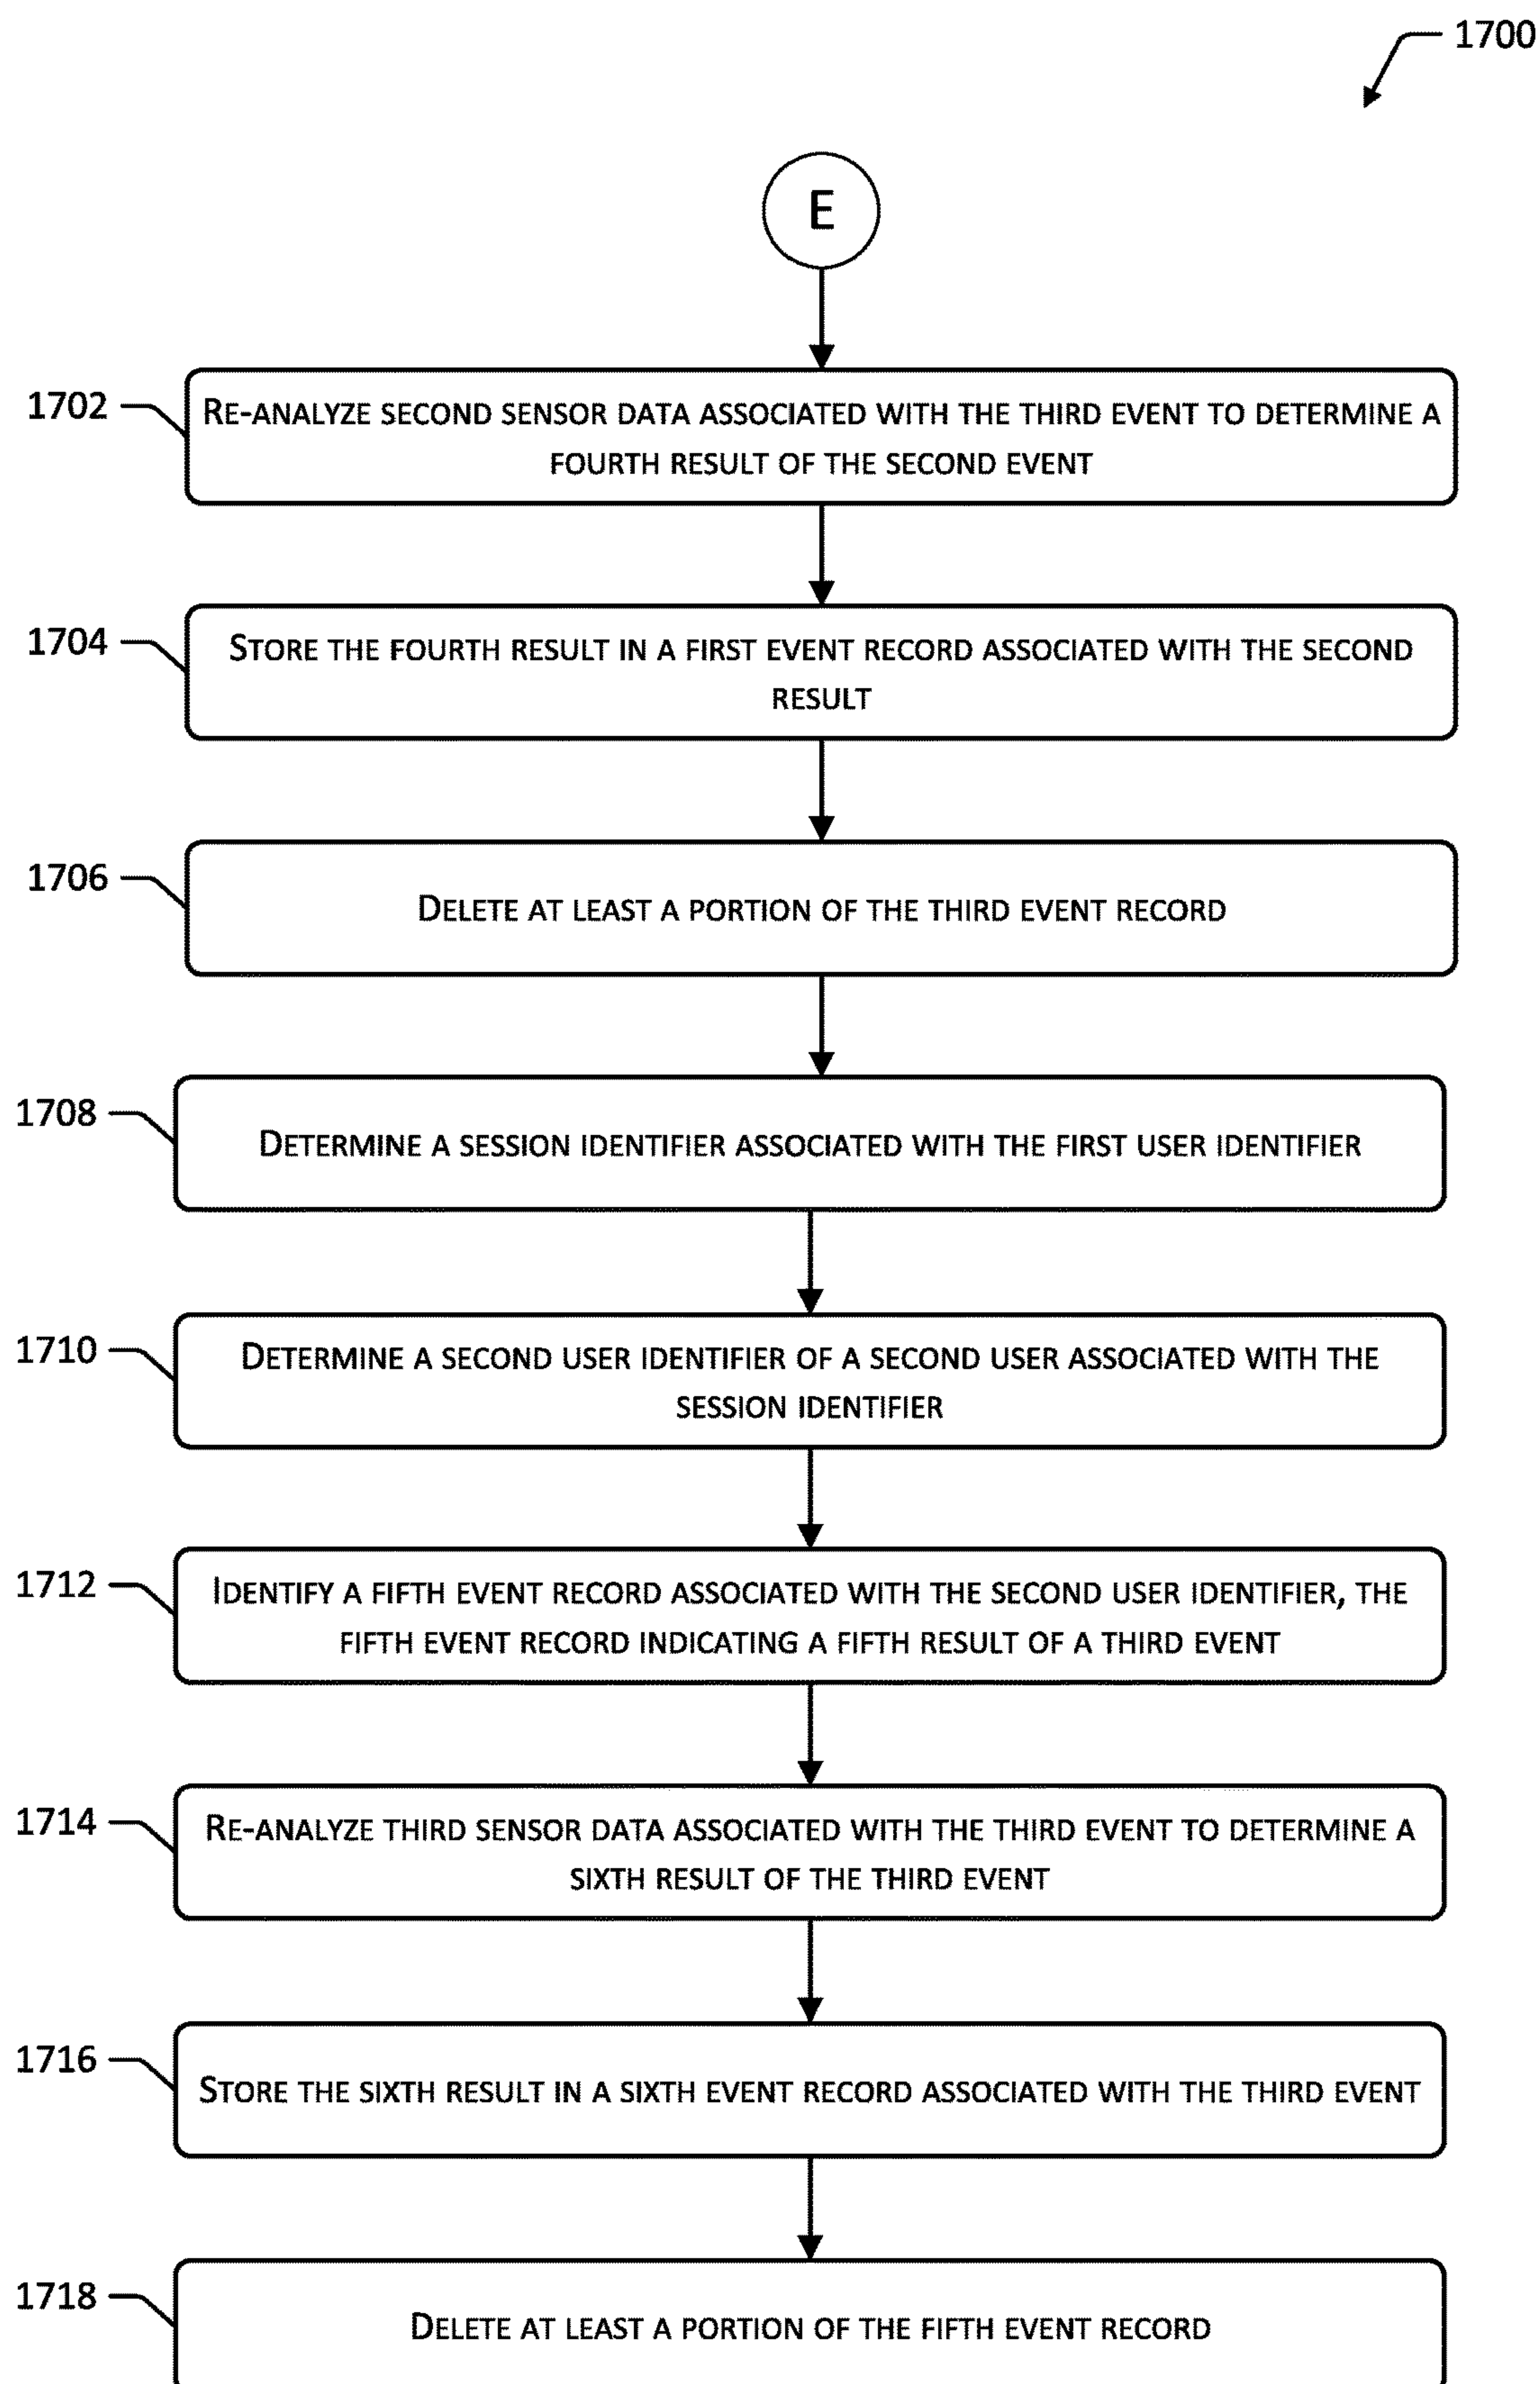 1700
E
1702
RE-ANALYZE SECOND SENSOR DATA ASSOCIATED WITH THE THIRD EVENT TO DETERMINE A
FOURTH RESULT OF THE SECOND EVENT
1704
STORE THE FOURTH RESULT IN A FIRST EVENT RECORD ASSOCIATED WITH THE SECOND
RESULT
1706
DELETE AT LEAST A PORTION OF THE THIRD EVENT RECORD
1708
DETERMINE A SESSION IDENTIFIER ASSOCIATED WITH THE FIRST USER IDENTIFIER
1710
DETERMINE A SECOND USER IDENTIFIER OF A SECOND USER ASSOCIATED WITH THE
SESSION IDENTIFIER
1712
IDENTIFY A FIFTH EVENT RECORD ASSOCIATED WITH THE SECOND USER IDENTIFIER, THE
FIFTH EVENT RECORD INDICATING A FIFTH RESULT OF A THIRD EVENT
1714
RE-ANALYZE THIRD SENSOR DATA ASSOCIATED WITH THE THIRD EVENT TO DETERMINE A
SIXTH RESULT OF THE THIRD EVENT
1716
STORE THE SIXTH RESULT IN A SIXTH EVENT RECORD ASSOCIATED WITH THE THIRD EVENT
1718
DELETE AT LEAST A PORTION OF THE FIFTH EVENT RECORD